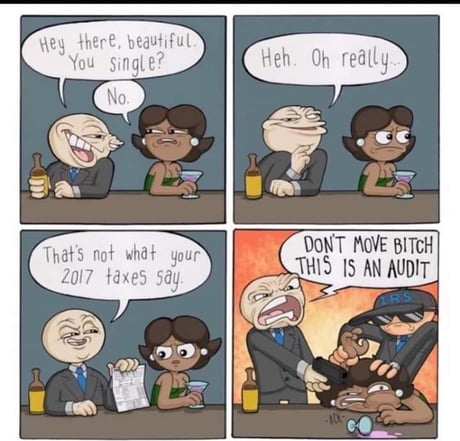 Hey there, beautiful.
You single?
No.
Heh. Oh really...
That's not what your
2017 taxes say.
DON'T MOVE BITCH
THIS IS AN AUDIT
IRS
-ACK-